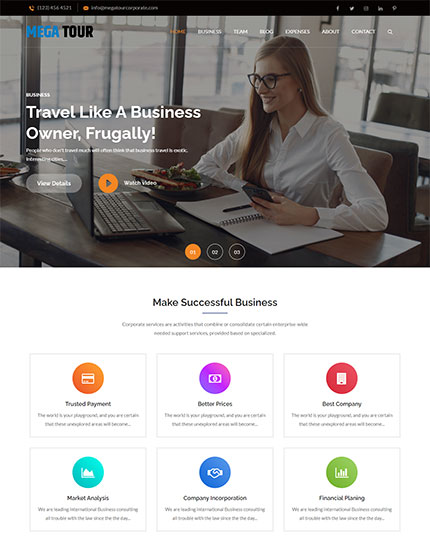 (123) 456 4521 info@megatourcorporate.com
MEGA TOUR
HOME BUSINESS TEAM BLOG EXPENSES ABOUT CONTACT
BUSINESS
Travel Like A Business
Owner, Frugally!
People who don't travel much will often think that business travel is exotic.
Interesting cities,...
View Details Watch Video
01 02 03
Make Successful Business
Corporate services are activities that combine or consolidate certain enterprise-wide
needed support services, provided based on specialized.
Trusted Payment Better Prices Best Company
The world is your playground, and you are certain The world is your playground, and you are certain The world is your playground, and you are certain
that these unexplored areas will become... that these unexplored areas will become... that these unexplored areas will become...
Market Analysis Company Incorporation Financial Planing
We are leading International Business consulting We are leading International Business consulting We are leading International Business consulting
all trouble with the law since the the day... all trouble with the law since the the day... all trouble with the law since the the day...